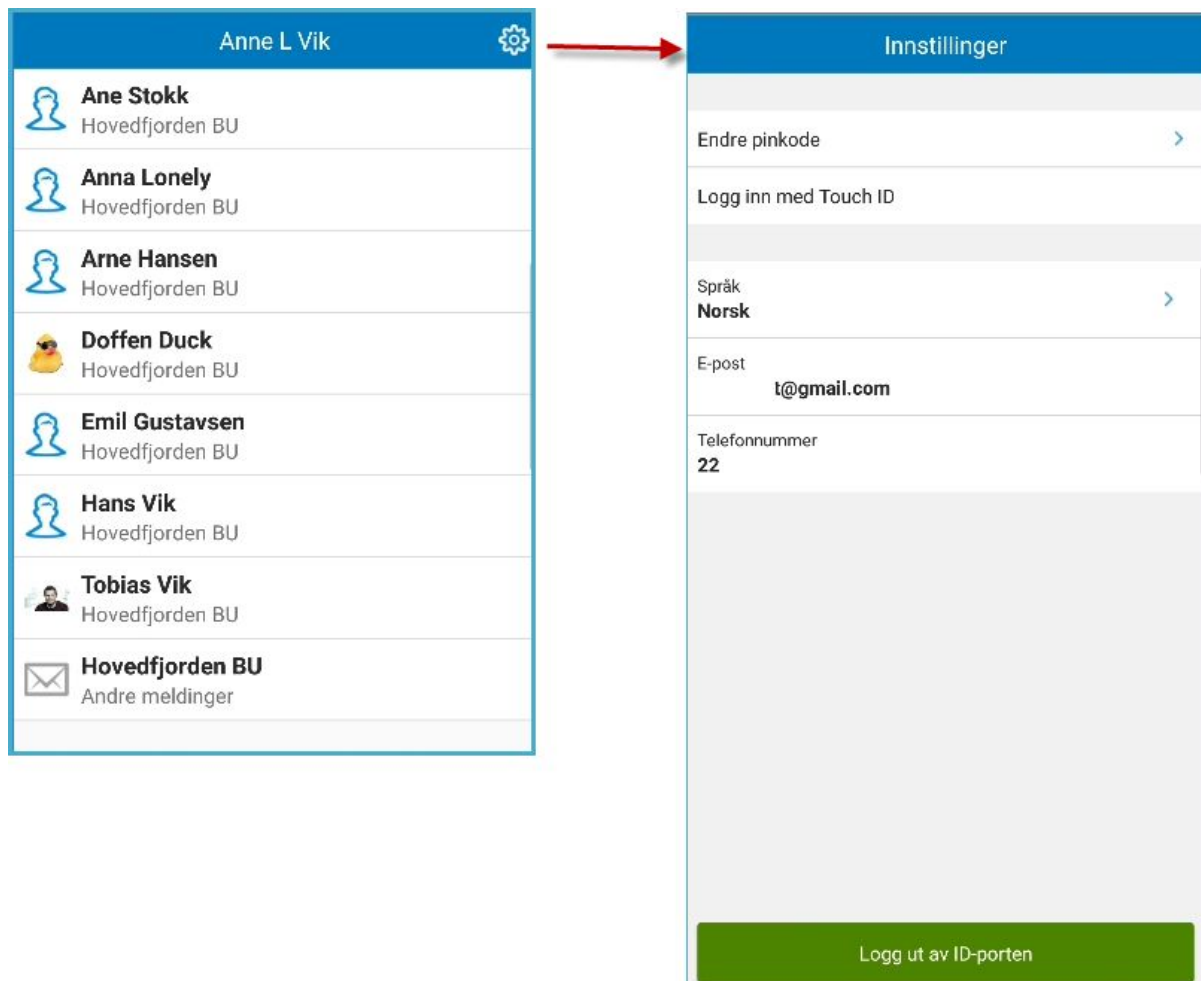 Anne L Vik
Ane Stokk
Hovedfjorden BU
Anna Lonely
Hovedfjorden BU
Arne Hansen
Hovedfjorden BU
Doffen Duck
Hovedfjorden BU
Emil Gustavsen
Hovedfjorden BU
Hans Vik
Hovedfjorden BU
Tobias Vik
Hovedfjorden BU
Hovedfjorden BU
Andre meldinger
Innstillinger
Endre pinkode
Logg inn med Touch ID
Språk
Norsk
E-post
t@gmail.com
Telefonnummer
22
Logg ut av ID-porten